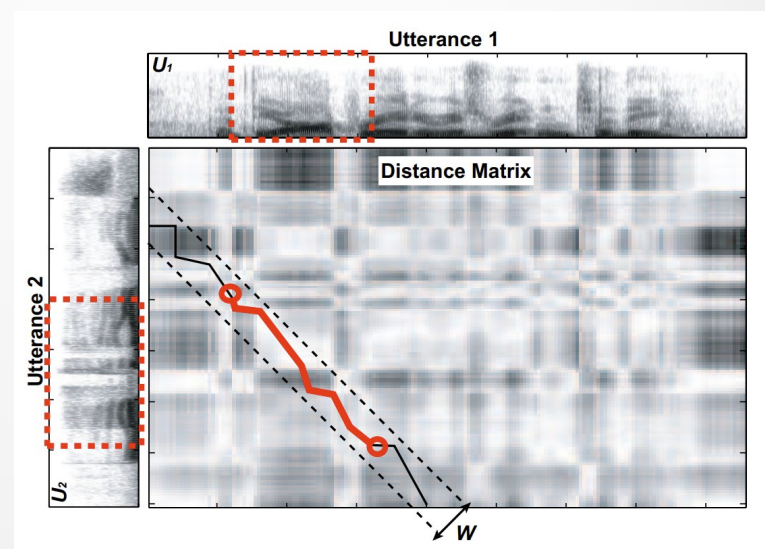 Utterance 1
U₁
Distance Matrix
Utterance 2
U₂
W